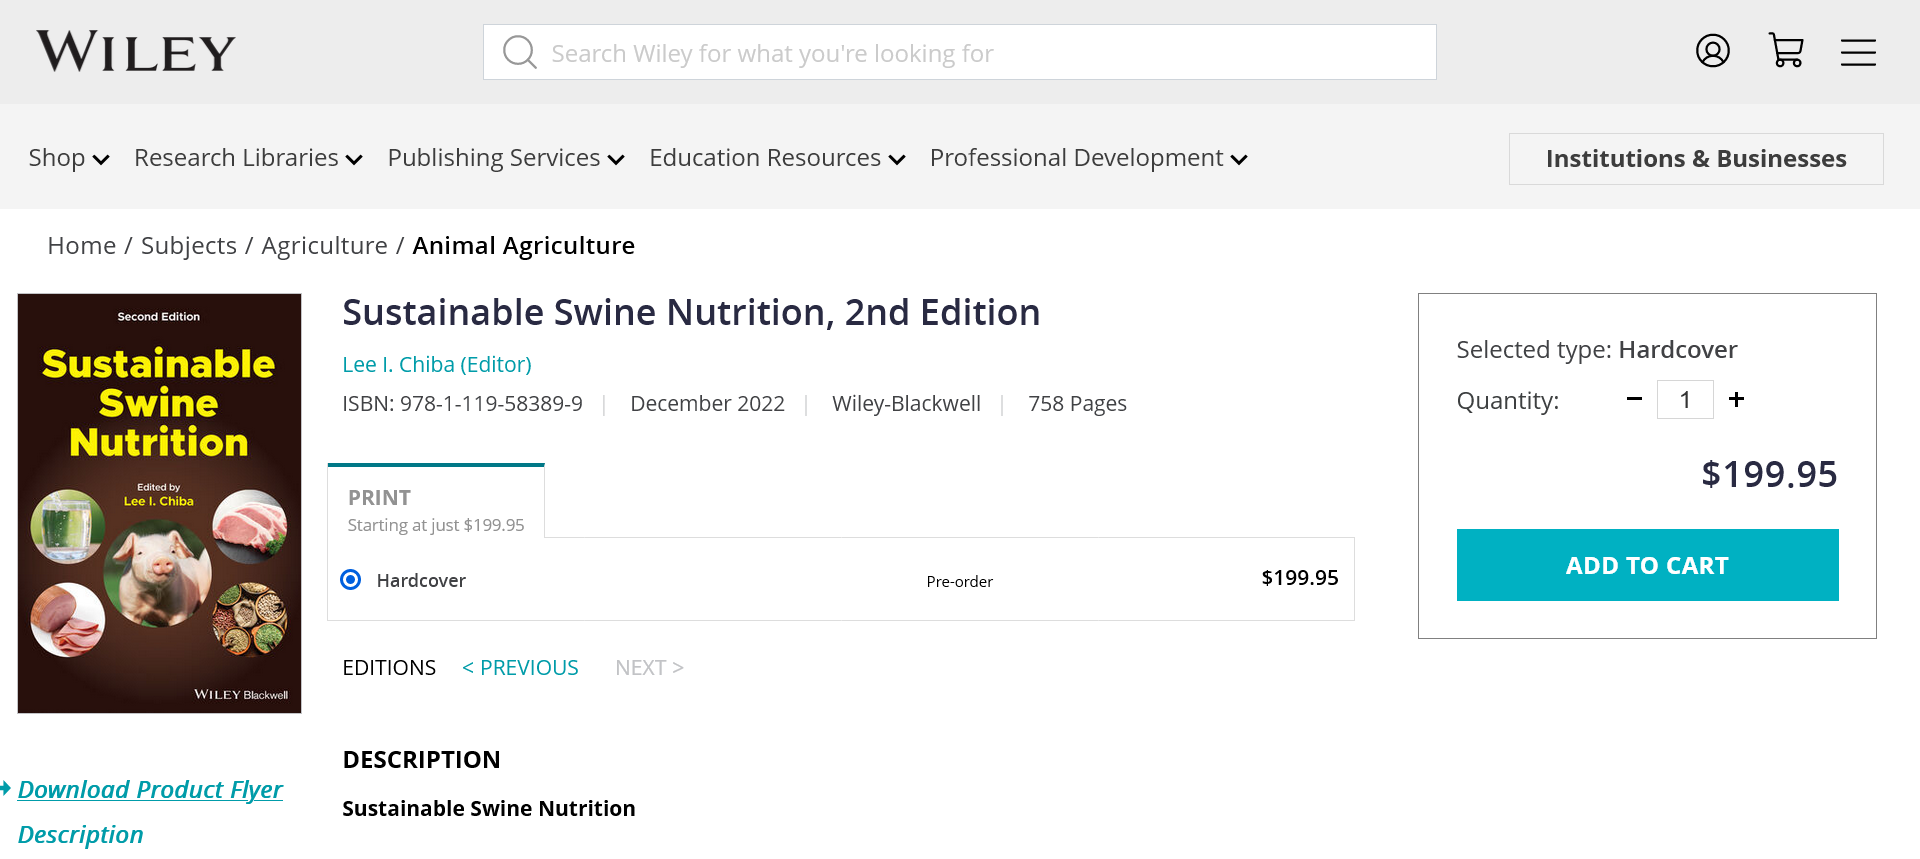 WILEY
Search Wiley for what you're looking for
Shop Research Libraries Publishing Services Education Resources Professional Development Institutions & Businesses
Home / Subjects / Agriculture / Animal Agriculture
Second Edition
Sustainable
Swine
Nutrition
Edited by
Lee I. Chiba
WILEY Blackwell
Download Product Flyer
Description
Sustainable Swine Nutrition, 2nd Edition
Lee I. Chiba (Editor)
ISBN: 978-1-119-58389-9 | December 2022 | Wiley-Blackwell | 758 Pages
PRINT
Starting at just $199.95
Hardcover Pre-order $199.95
EDITIONS < PREVIOUS NEXT >
DESCRIPTION
Sustainable Swine Nutrition
Selected type: Hardcover
Quantity: − 1 +
$199.95
ADD TO CART